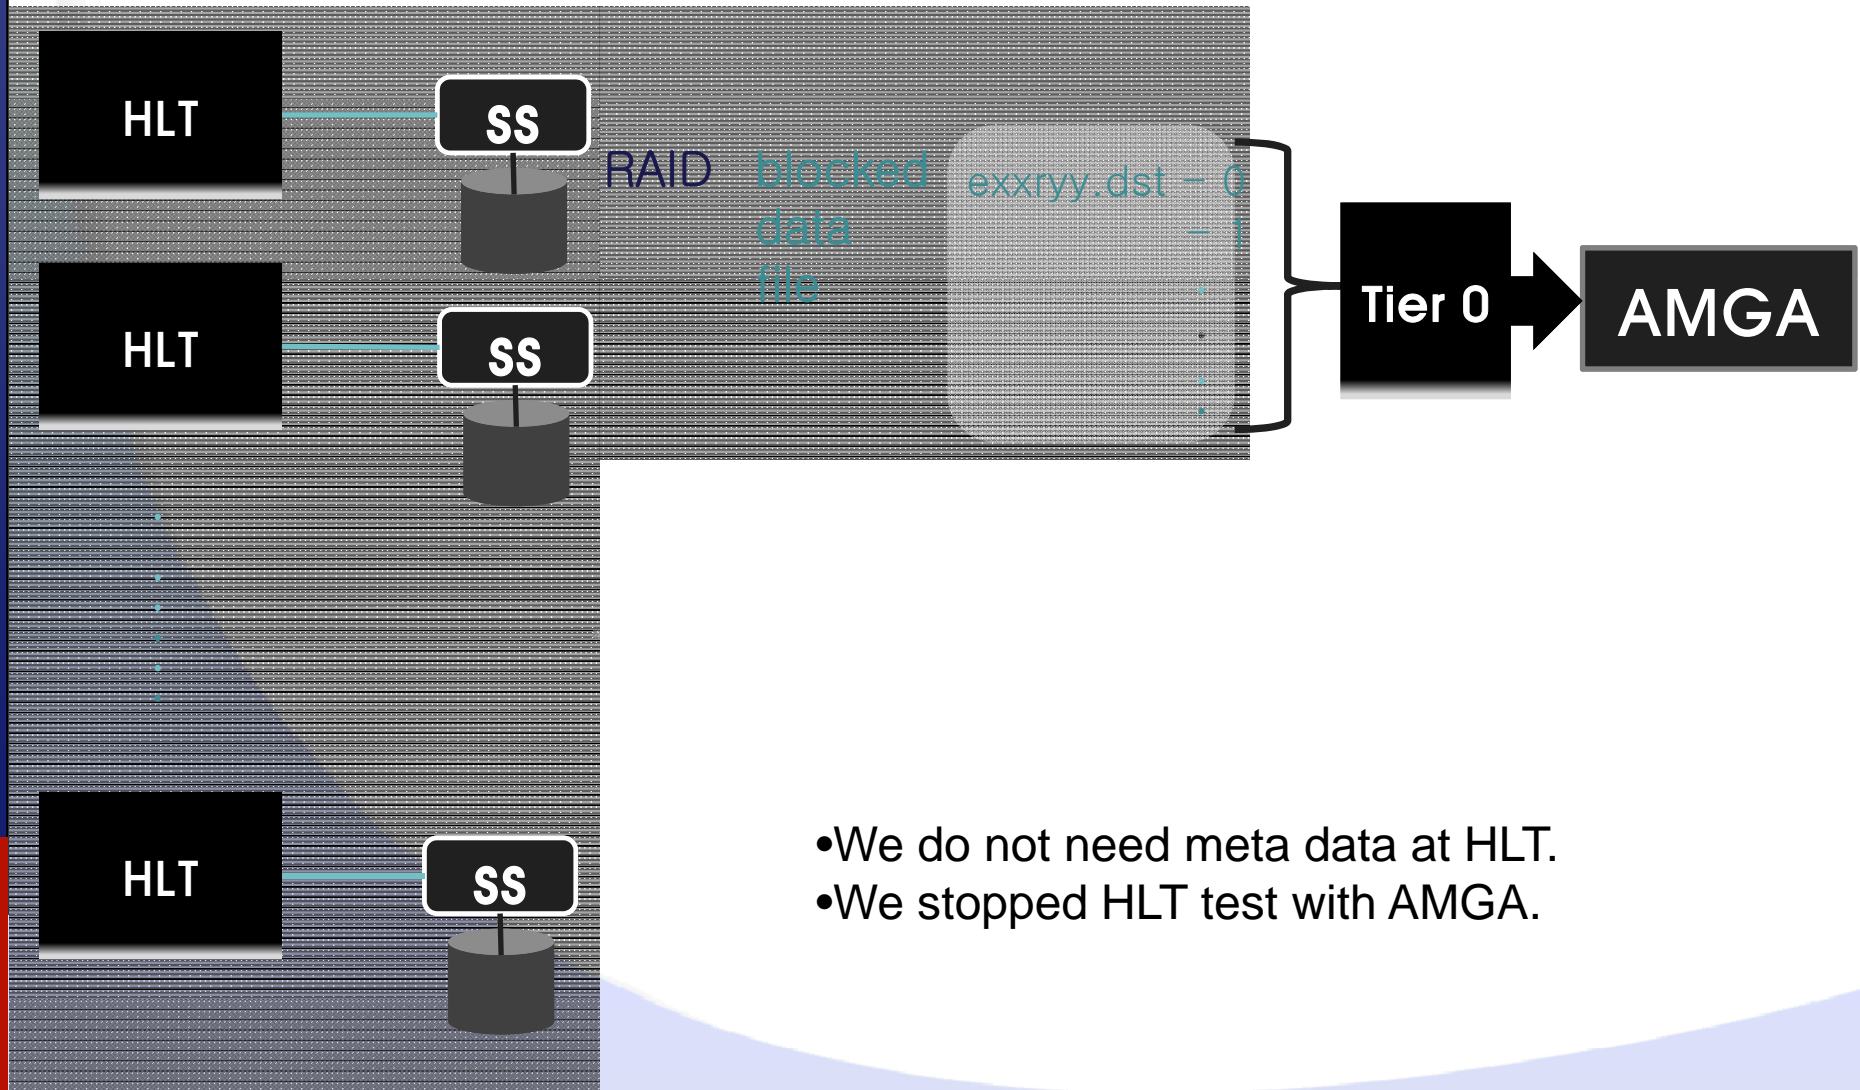 HLT
SS
RAID
blocked
data
file
exxryy.dst – 0
– 1
HLT
SS
Tier 0
AMGA
HLT
SS
•We do not need meta data at HLT.
•We stopped HLT test with AMGA.